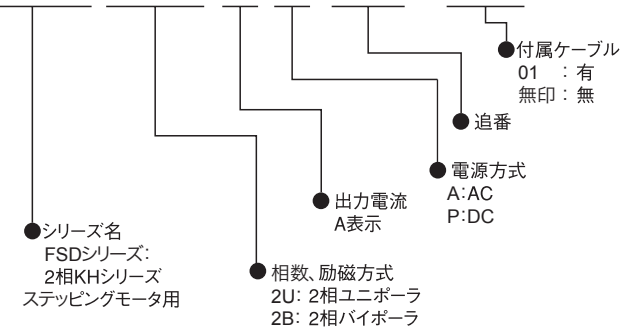 付属ケーブル
01 : 有
無印 : 無
追番
電源方式
A:AC
P:DC
出力電流
A表示
シリーズ名
FSDシリーズ:
2相KHシリーズ
ステッピングモータ用
相数、励磁方式
2U: 2相ユニポーラ
2B: 2相バイポーラ